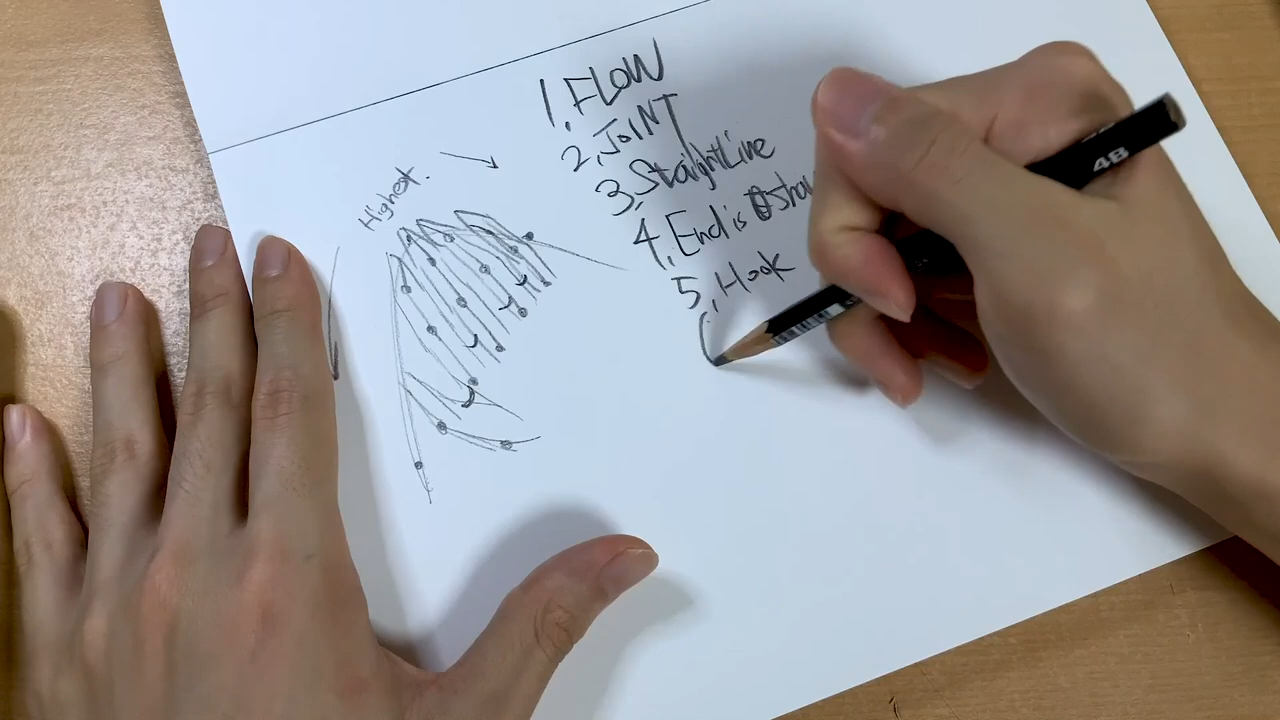 1. FLOW
2. JOINT
3. StraightLine
4. End is
5. Hook
Highest.
4B